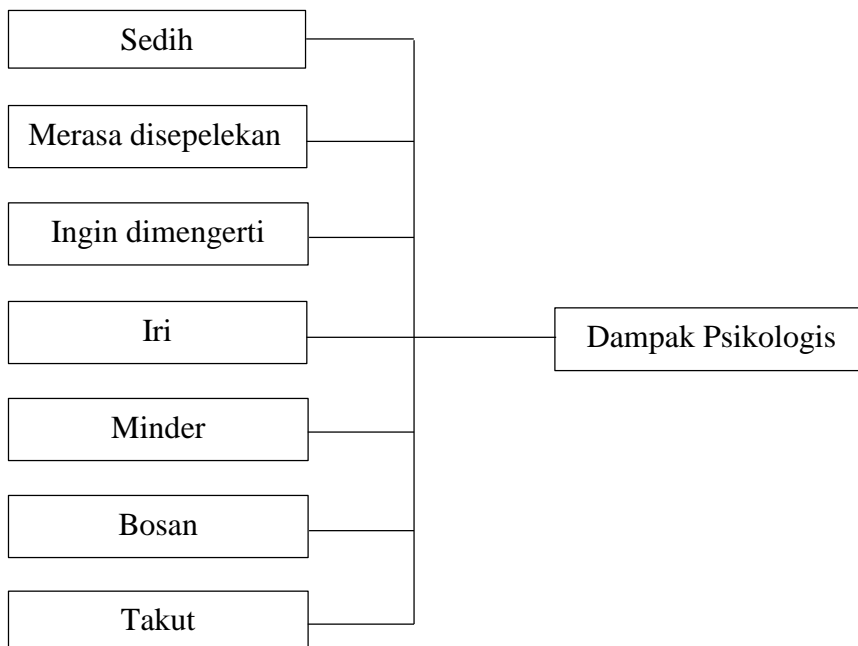 Sedih
Merasa disepelekan
Ingin dimengerti
Iri
Dampak Psikologis
Minder
Bosan
Takut